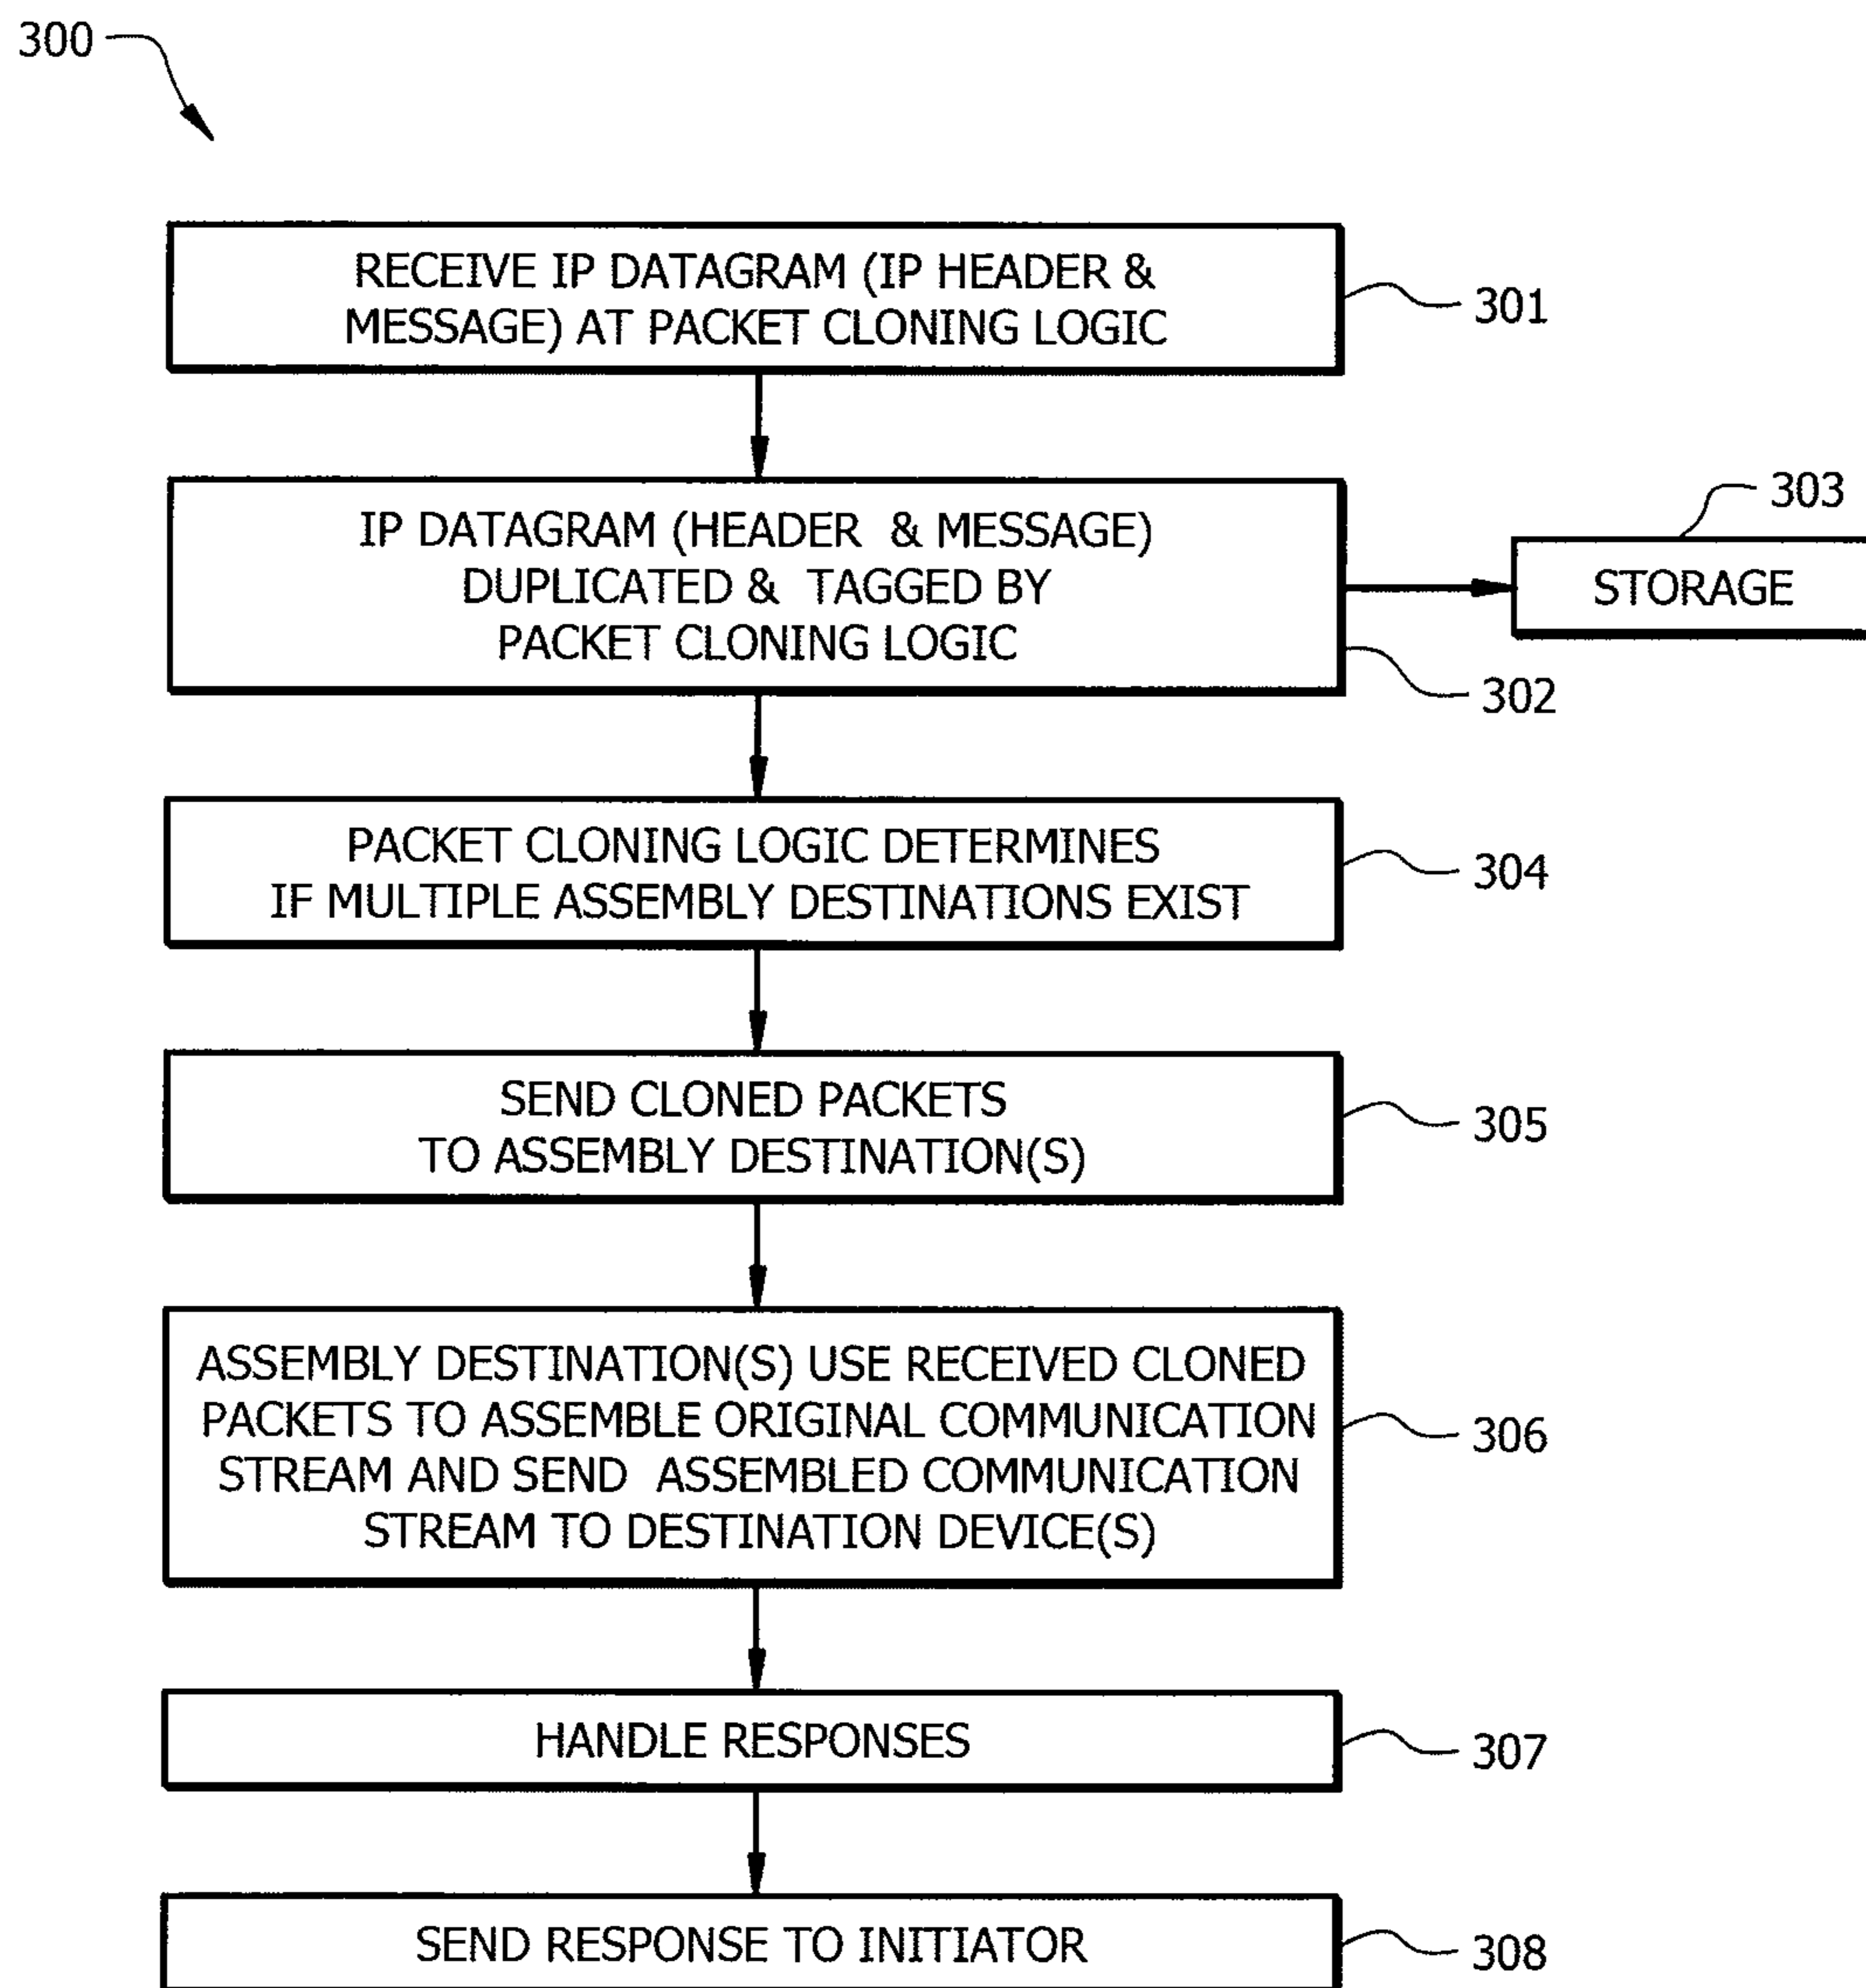 300
RECEIVE IP DATAGRAM (IP HEADER &
MESSAGE) AT PACKET CLONING LOGIC
301
IP DATAGRAM (HEADER & MESSAGE)
DUPLICATED & TAGGED BY
PACKET CLONING LOGIC
302
303
STORAGE
PACKET CLONING LOGIC DETERMINES
IF MULTIPLE ASSEMBLY DESTINATIONS EXIST
304
SEND CLONED PACKETS
TO ASSEMBLY DESTINATION(S)
305
ASSEMBLY DESTINATION(S) USE RECEIVED CLONED
PACKETS TO ASSEMBLE ORIGINAL COMMUNICATION
STREAM AND SEND ASSEMBLED COMMUNICATION
STREAM TO DESTINATION DEVICE(S)
306
HANDLE RESPONSES
307
SEND RESPONSE TO INITIATOR
308